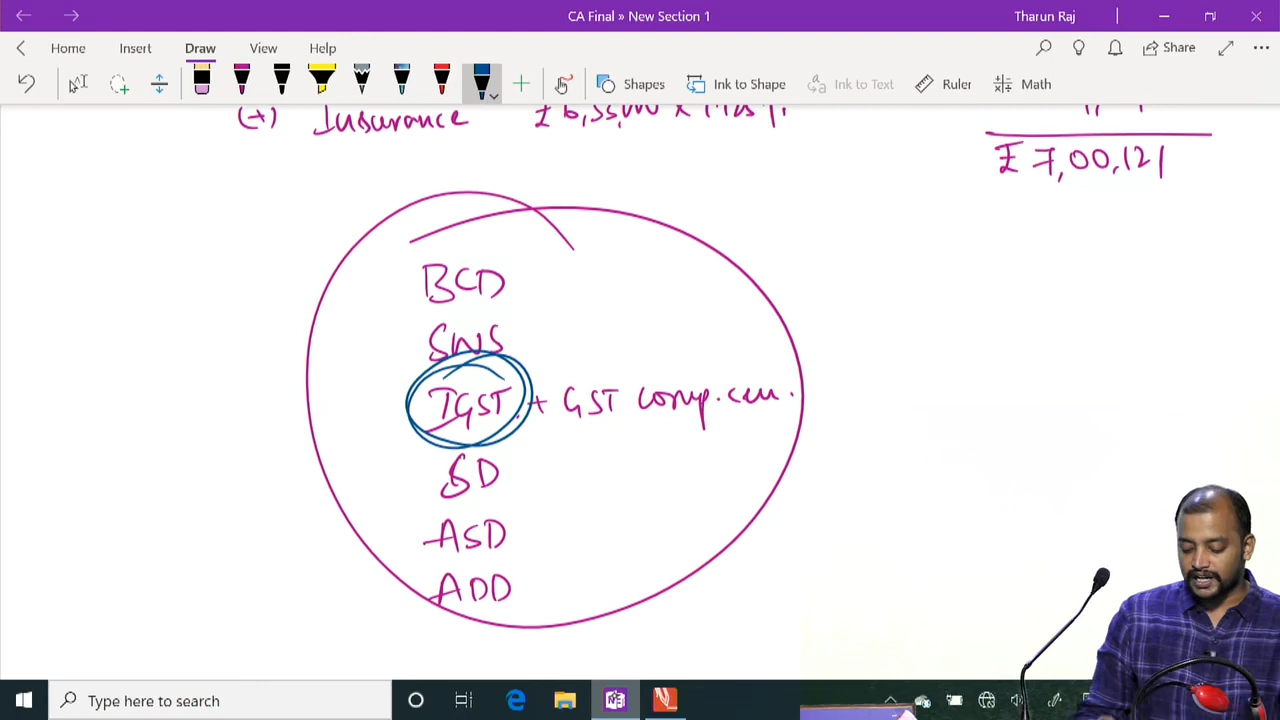 CA Final » New Section 1
Tharun Raj
Home Insert Draw View Help
Share
Shapes
Ink to Shape
Ink to Text
Ruler
Math
(+) Insurance
₹ 7,00,121
BCD
SWS
IGST + GST comp. cess.
SD
ASD
ADD
Type here to search